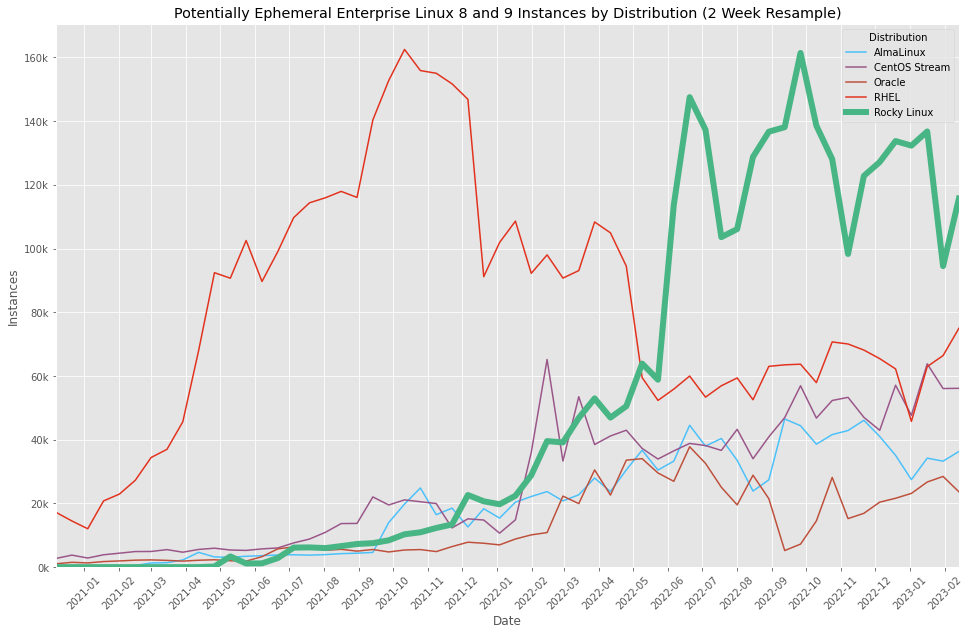 Potentially Ephemeral Enterprise Linux 8 and 9 Instances by Distribution (2 Week Resample)
Distribution
AlmaLinux
CentOS Stream
Oracle
RHEL
Rocky Linux
160k
140k
120k
100k
80k
60k
40k
20k
0k
Instances
2021-01
2021-02
2021-03
2021-04
2021-05
2021-06
2021-07
2021-08
2021-09
2021-10
2021-11
2021-12
2022-01
2022-02
2022-03
2022-04
2022-05
2022-06
2022-07
2022-08
2022-09
2022-10
2022-11
2022-12
2023-01
2023-02
Date